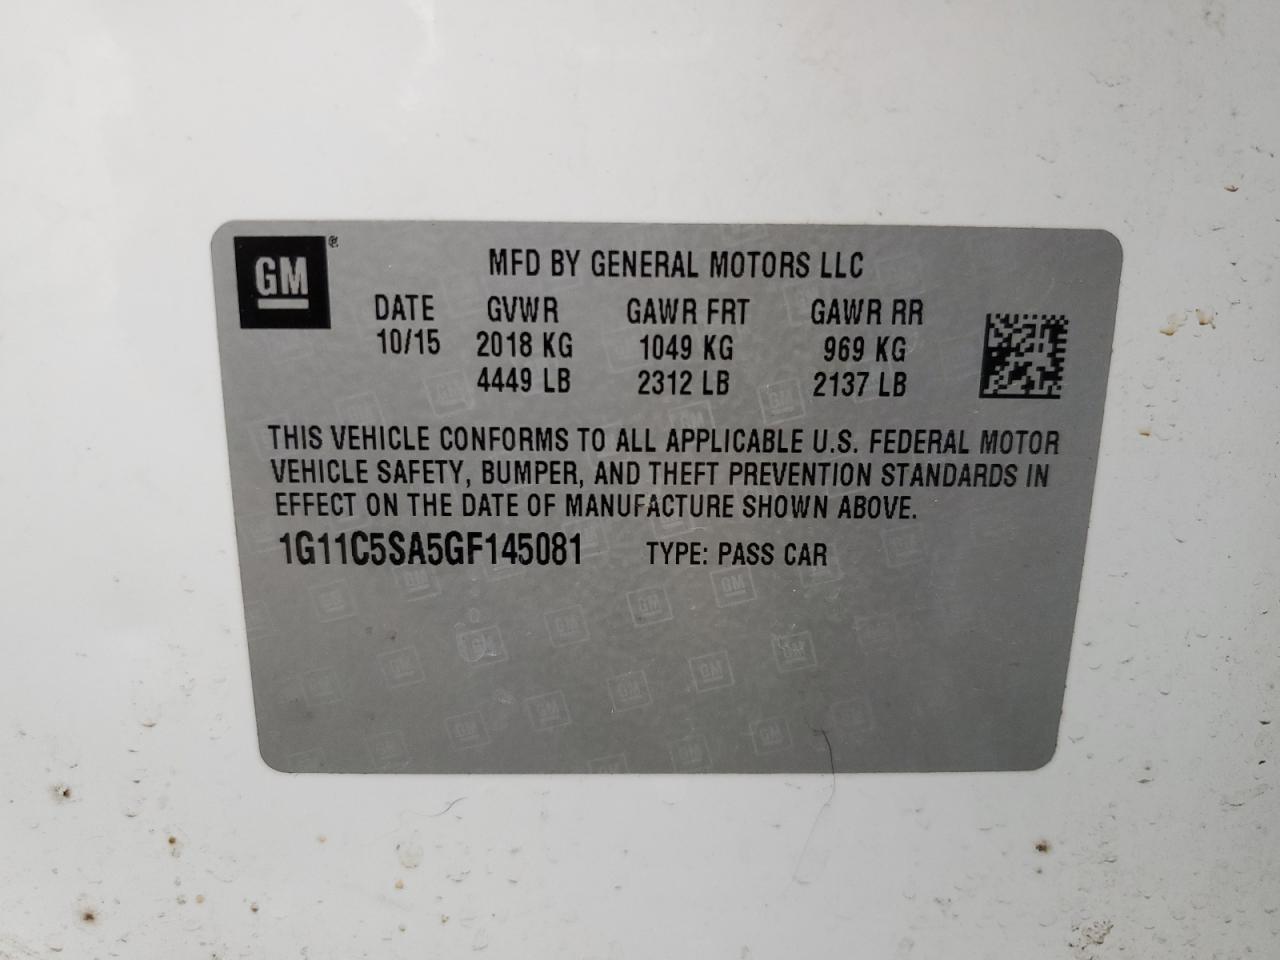 GM ®
MFD BY GENERAL MOTORS LLC
DATE GVWR GAWR FRT GAWR RR
10/15 2018 KG 1049 KG 969 KG
4449 LB 2312 LB 2137 LB
THIS VEHICLE CONFORMS TO ALL APPLICABLE U.S. FEDERAL MOTOR
VEHICLE SAFETY, BUMPER, AND THEFT PREVENTION STANDARDS IN
EFFECT ON THE DATE OF MANUFACTURE SHOWN ABOVE.
1G11C5SA5GF145081 TYPE: PASS CAR